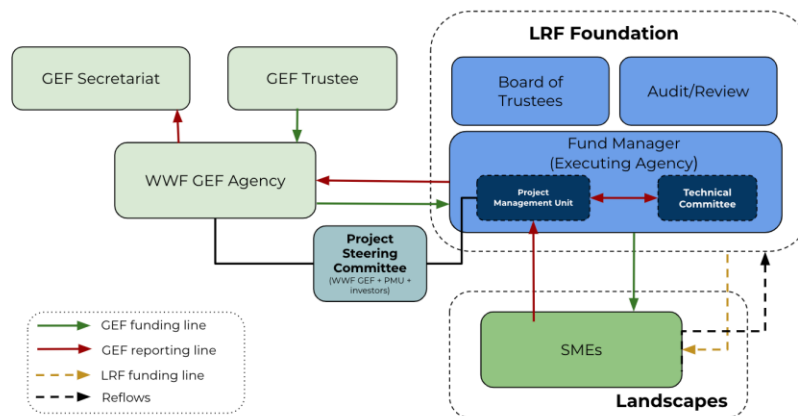 LRF Foundation
GEF Secretariat
GEF Trustee
Board of
Trustees
Audit/Review
Fund Manager
(Executing Agency)
WWF GEF Agency
Project
Management Unit
Technical
Committee
Project
Steering
Committee
(WWF GEF + PMU +
investors)
GEF funding line
GEF reporting line
LRF funding line
Reflows
SMEs
Landscapes